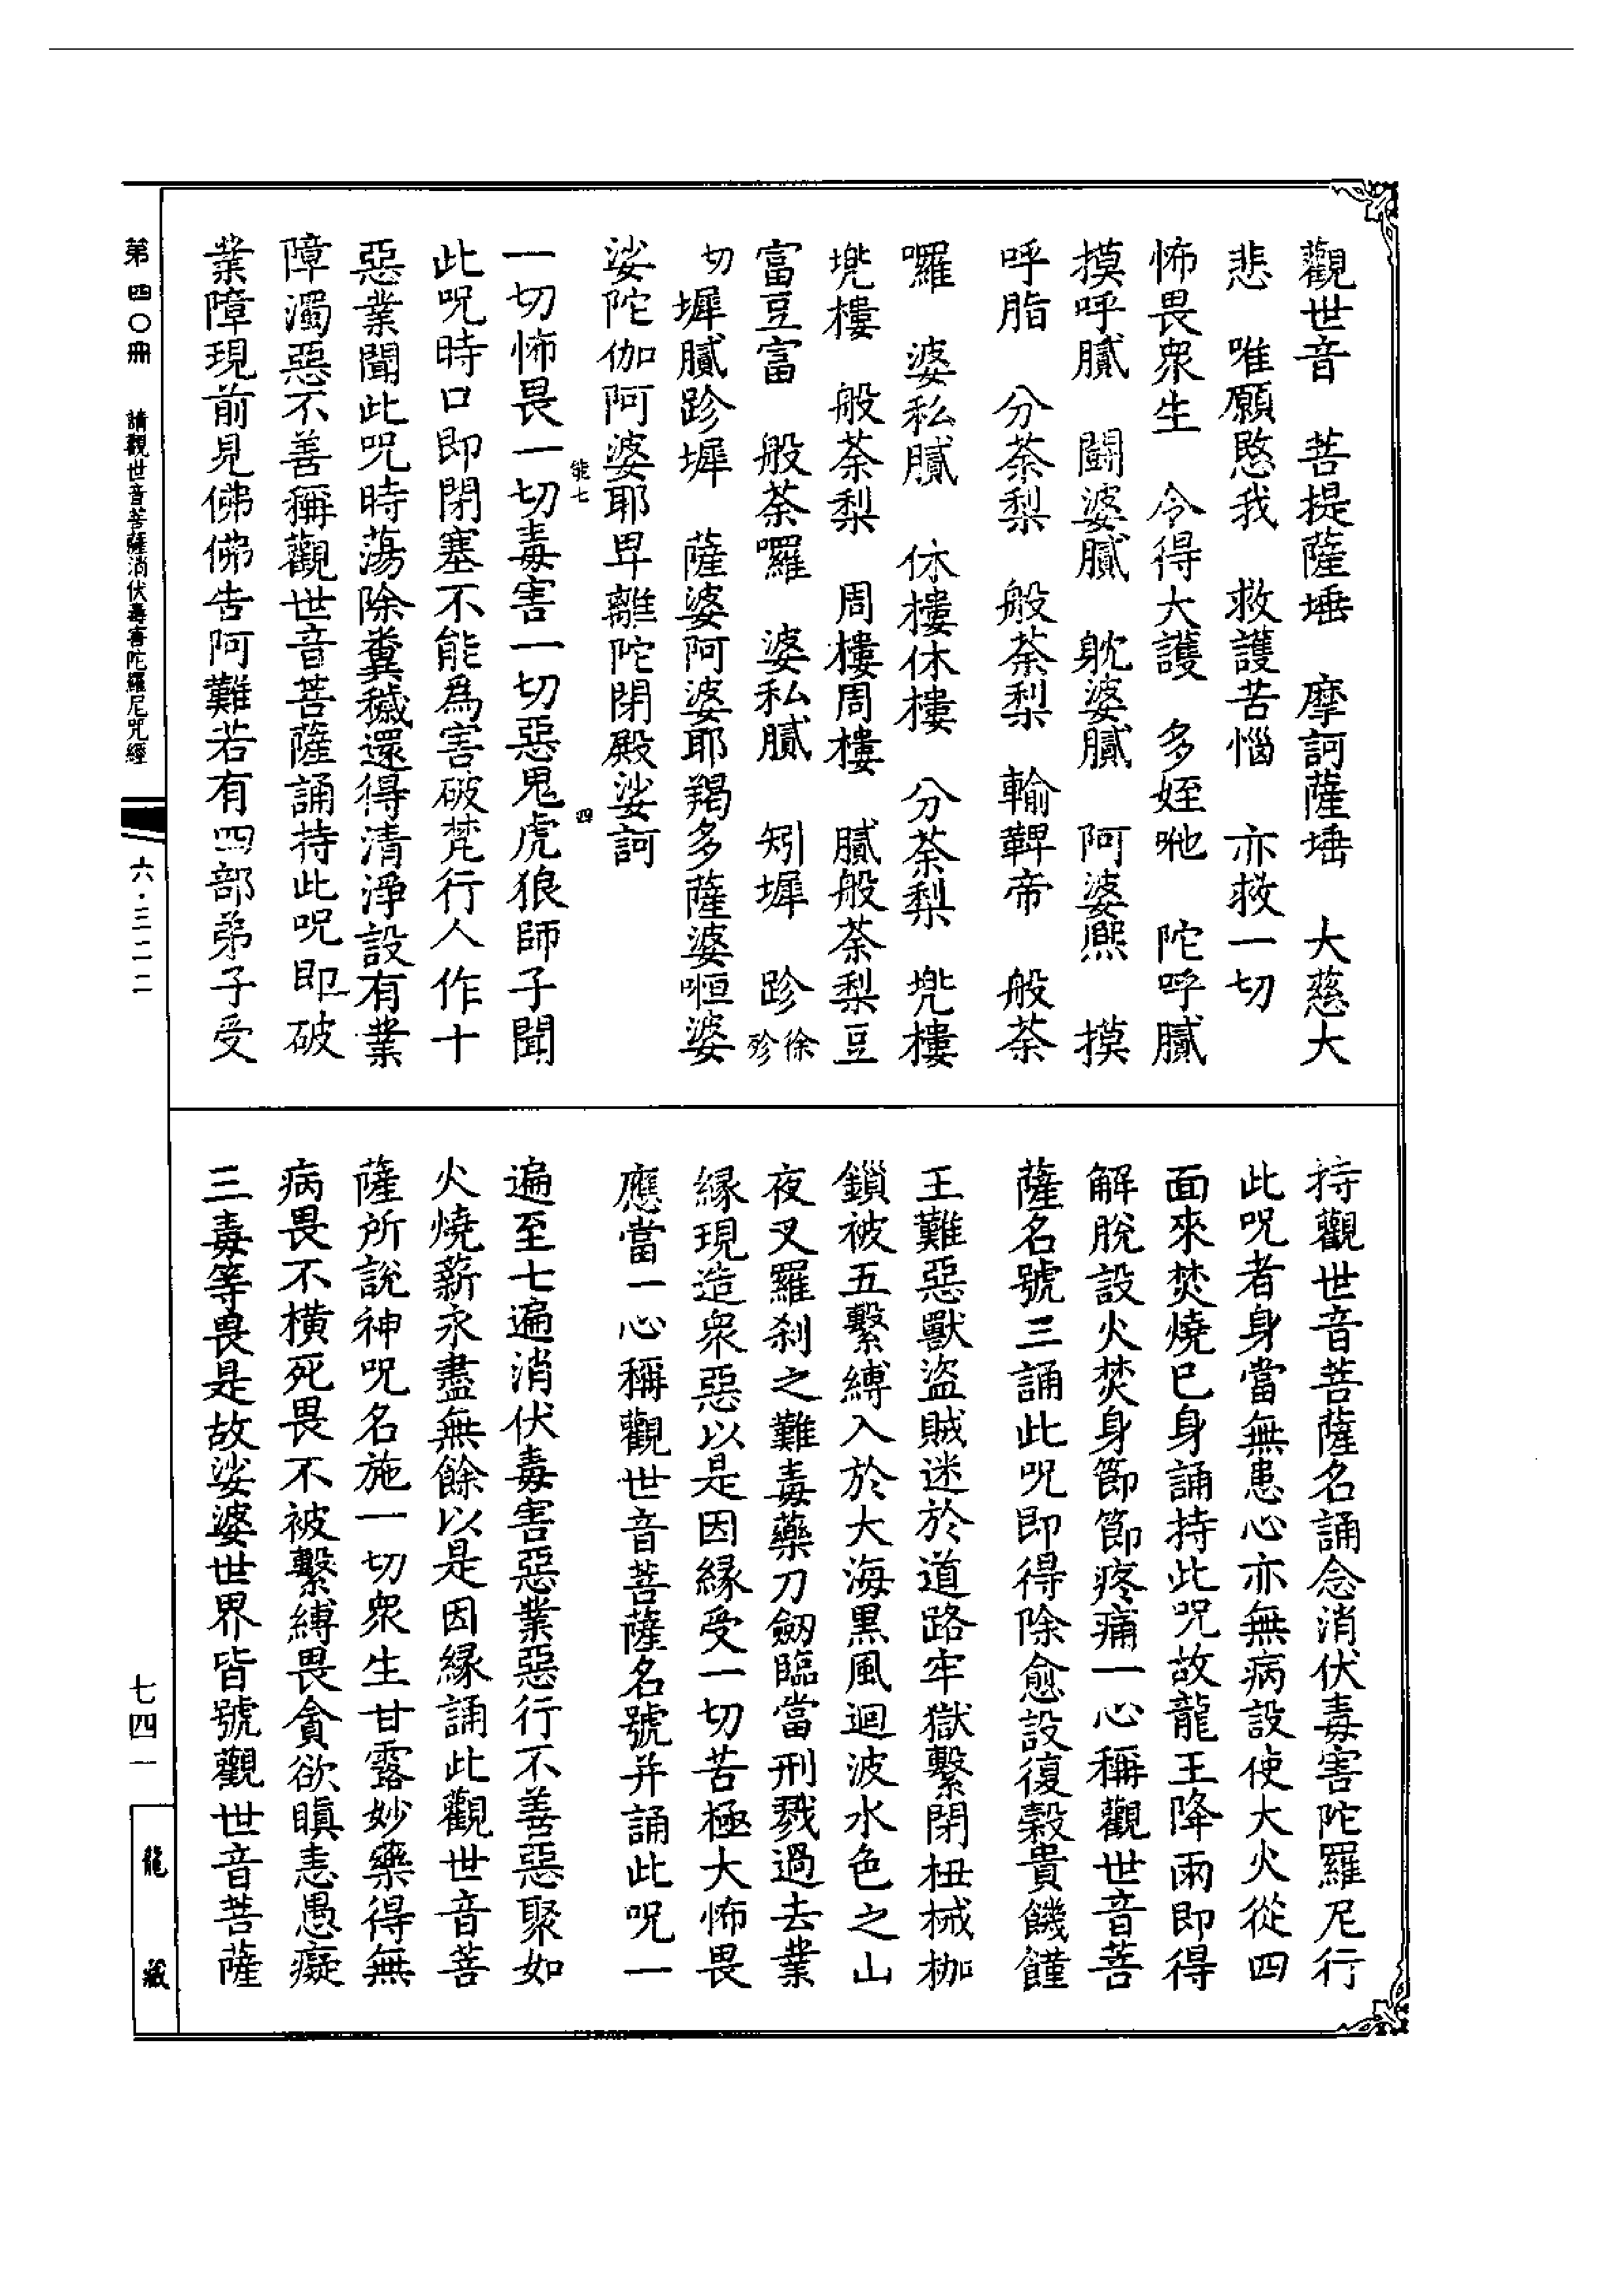 觀世音　菩提薩埵　摩訶薩埵　大慈大
悲　唯願愍我　救護苦惱　亦救一切
怖畏衆生　令得大護　多姪咃　陀呼膩
摸呼膩　鬭婆膩　躭婆膩　阿婆熈　摸
呼脂　分荼梨　般荼梨　輸鞞帝　般荼
囉　婆私膩　休樓休樓　分荼梨　兠樓
兠樓　般荼梨　周樓周樓　膩般荼梨豆
富豆富　般荼囉　婆私膩　矧墀　跈徐殄
切墀膩跈墀　薩婆阿婆耶羯多薩婆㖶婆
娑陀伽阿婆耶卑離陀閉殿娑訶
一切怖畏一切毒害一切惡鬼虎狼師子聞
此呪時口即閉塞不能爲害破梵行人作十
惡業聞此呪時蕩除糞穢還得清淨設有業
障濁惡不善稱觀世音菩薩誦持此呪即破
業障現前見佛佛告阿難若有四部弟子受
能七
四
持觀世音菩薩名誦念消伏毒害陀羅尼行
此呪者身當無患心亦無病設使大火從四
面來焚燒已身誦持此呪故龍王降雨即得
解脫設火焚身節節疼痛一心稱觀世音菩
薩名號三誦此呪即得除愈設復穀貴饑饉
王難惡獸盜賊迷於道路牢獄繫閉杻械枷
鎖被五繫縛入於大海黑風迴波水色之山
夜叉羅刹之難毒藥刀劒臨當刑戮過去業
緣現造衆惡以是因緣受一切苦極大怖畏
應當一心稱觀世音菩薩名號并誦此呪一
遍至七遍消伏毒害惡業惡行不善惡聚如
火燒薪永盡無餘以是因緣誦此觀世音菩
薩所說神呪名施一切衆生甘露妙藥得無
病畏不橫死畏不被繫縛畏貪欲瞋恚愚癡
三毒等畏是故娑婆世界皆號觀世音菩薩
第四〇冊　請觀世音菩薩消伏毒害陀羅尼咒經
六・三二二
七四一
龍藏